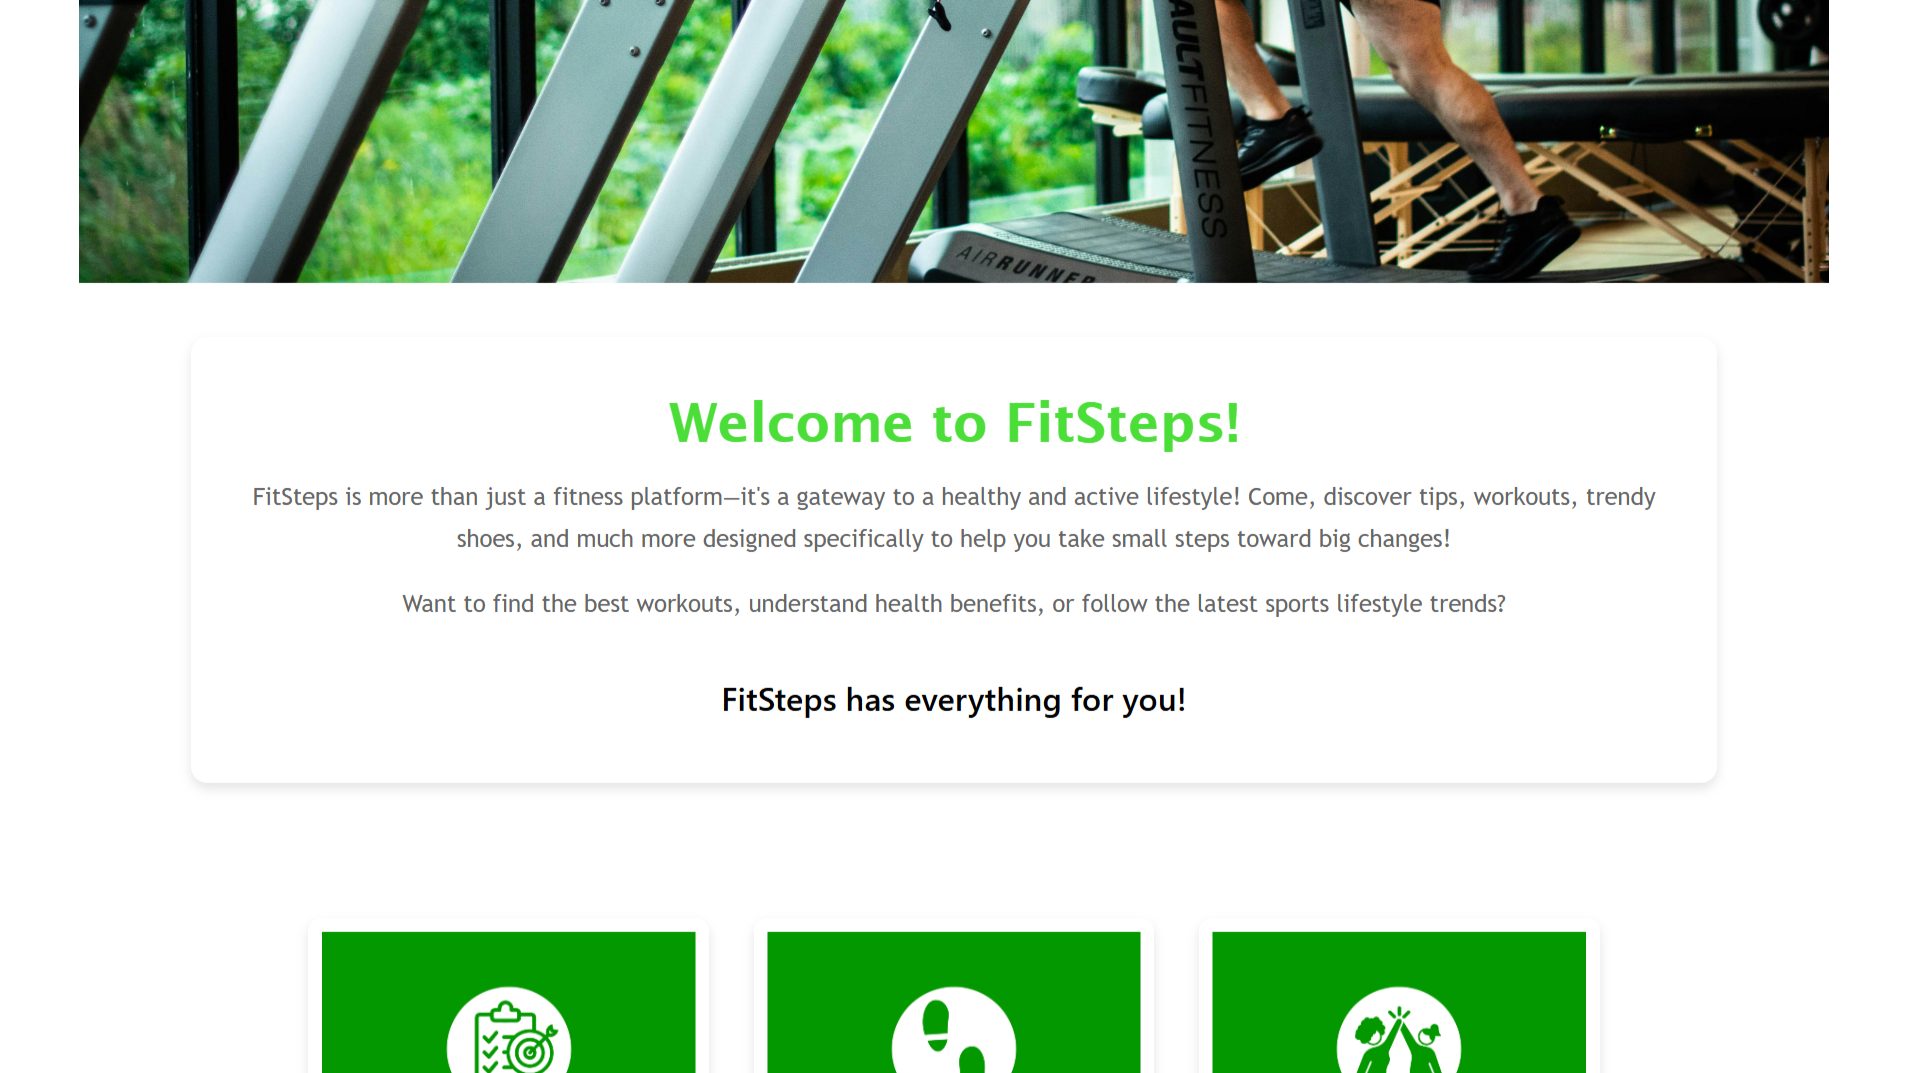 AULT FITNESS
AIRRUNNER
Welcome to FitSteps!
FitSteps is more than just a fitness platform—it's a gateway to a healthy and active lifestyle! Come, discover tips, workouts, trendy
shoes, and much more designed specifically to help you take small steps toward big changes!
Want to find the best workouts, understand health benefits, or follow the latest sports lifestyle trends?
FitSteps has everything for you!